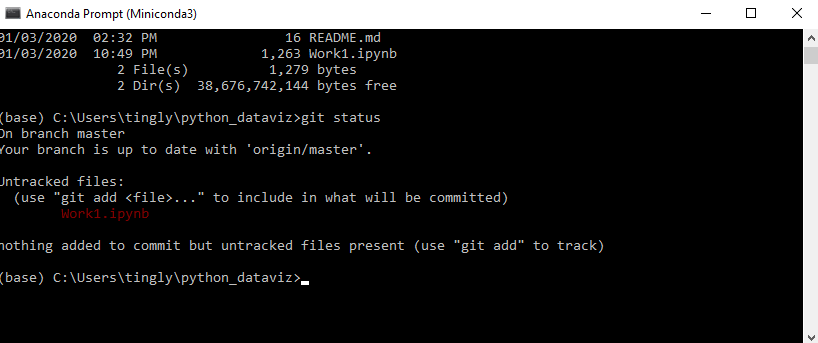 Anaconda Prompt (Miniconda3)
01/03/2020  02:32 PM                16 README.md
01/03/2020  10:49 PM             1,263 Work1.ipynb
               2 File(s)          1,279 bytes
               2 Dir(s)  38,676,742,144 bytes free
(base) C:\Users\tingly\python_dataviz>git status
On branch master
Your branch is up to date with 'origin/master'.
Untracked files:
  (use "git add <file>..." to include in what will be committed)
        Work1.ipynb
nothing added to commit but untracked files present (use "git add" to track)
(base) C:\Users\tingly\python_dataviz>